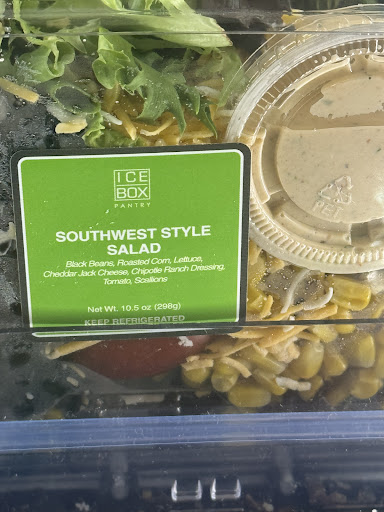 ICE
BOX
PANTRY
SOUTHWEST STYLE
SALAD
Black Beans, Roasted Corn, Lettuce,
Cheddar Jack Cheese, Chipotle Ranch Dressing,
Tomato, Scallions
Net Wt. 10.5 oz (298g)
KEEP REFRIGERATED
PET